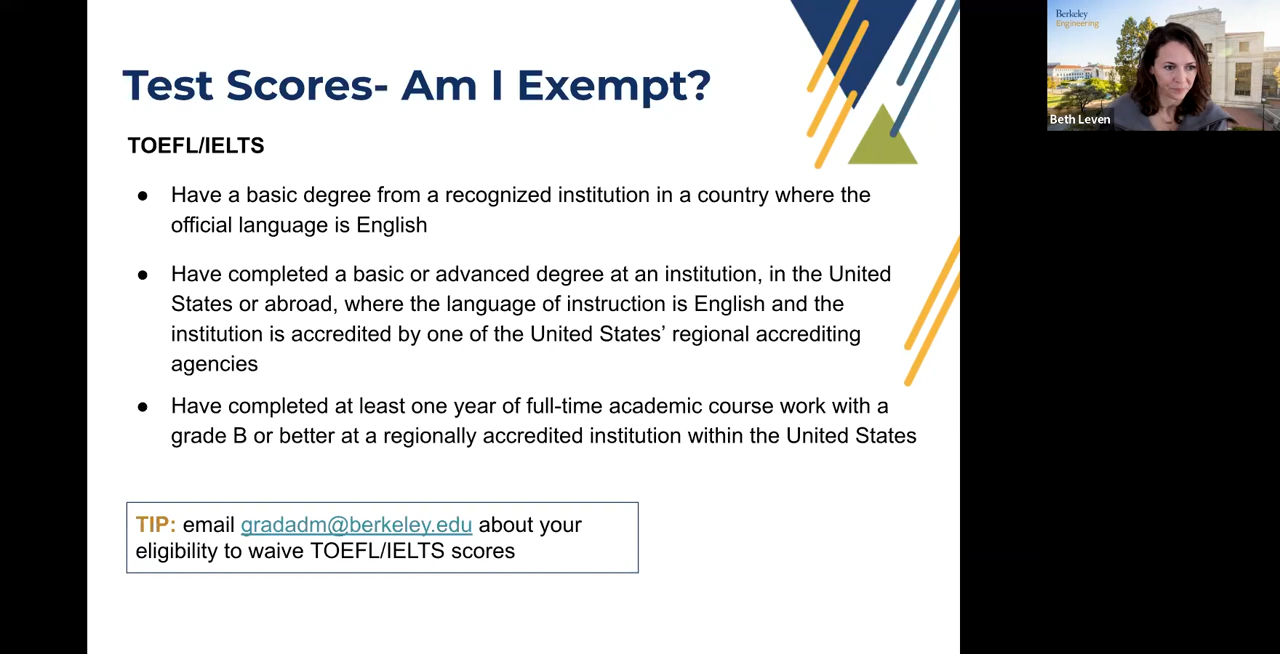 Test Scores- Am I Exempt?
TOEFL/IELTS
● Have a basic degree from a recognized institution in a country where the
official language is English
● Have completed a basic or advanced degree at an institution, in the United
States or abroad, where the language of instruction is English and the
institution is accredited by one of the United States’ regional accrediting
agencies
● Have completed at least one year of full-time academic course work with a
grade B or better at a regionally accredited institution within the United States
TIP: email gradadm@berkeley.edu about your
eligibility to waive TOEFL/IELTS scores
Berkeley
Engineering
Beth Leven